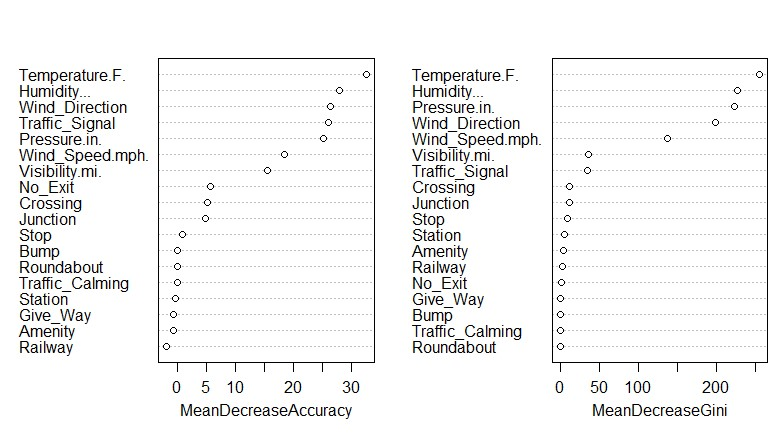 Temperature.F.
Humidity...
Wind_Direction
Traffic_Signal
Pressure.in.
Wind_Speed.mph.
Visibility.mi.
No_Exit
Crossing
Junction
Stop
Bump
Roundabout
Traffic_Calming
Station
Give_Way
Amenity
Railway
0 5 10 20 30
MeanDecreaseAccuracy
Temperature.F.
Humidity...
Pressure.in.
Wind_Direction
Wind_Speed.mph.
Visibility.mi.
Traffic_Signal
Crossing
Junction
Stop
Station
Amenity
Railway
No_Exit
Give_Way
Bump
Traffic_Calming
Roundabout
0 50 100 200
MeanDecreaseGini